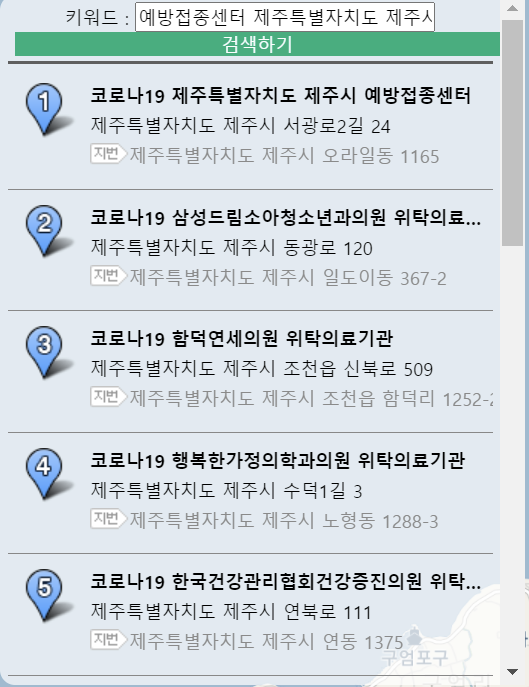 키워드 : 예방접종센터 제주특별자치도 제주시
검색하기
1
코로나19 제주특별자치도 제주시 예방접종센터
제주특별자치도 제주시 서광로2길 24
지번 제주특별자치도 제주시 오라일동 1165
2
코로나19 삼성드림소아청소년과의원 위탁의료...
제주특별자치도 제주시 동광로 120
지번 제주특별자치도 제주시 일도이동 367-2
3
코로나19 함덕연세의원 위탁의료기관
제주특별자치도 제주시 조천읍 신북로 509
지번 제주특별자치도 제주시 조천읍 함덕리 1252-2
4
코로나19 행복한가정의학과의원 위탁의료기관
제주특별자치도 제주시 수덕1길 3
지번 제주특별자치도 제주시 노형동 1288-3
5
코로나19 한국건강관리협회건강증진의원 위탁...
제주특별자치도 제주시 연북로 111
지번 제주특별자치도 제주시 연동 1375
구엄포구